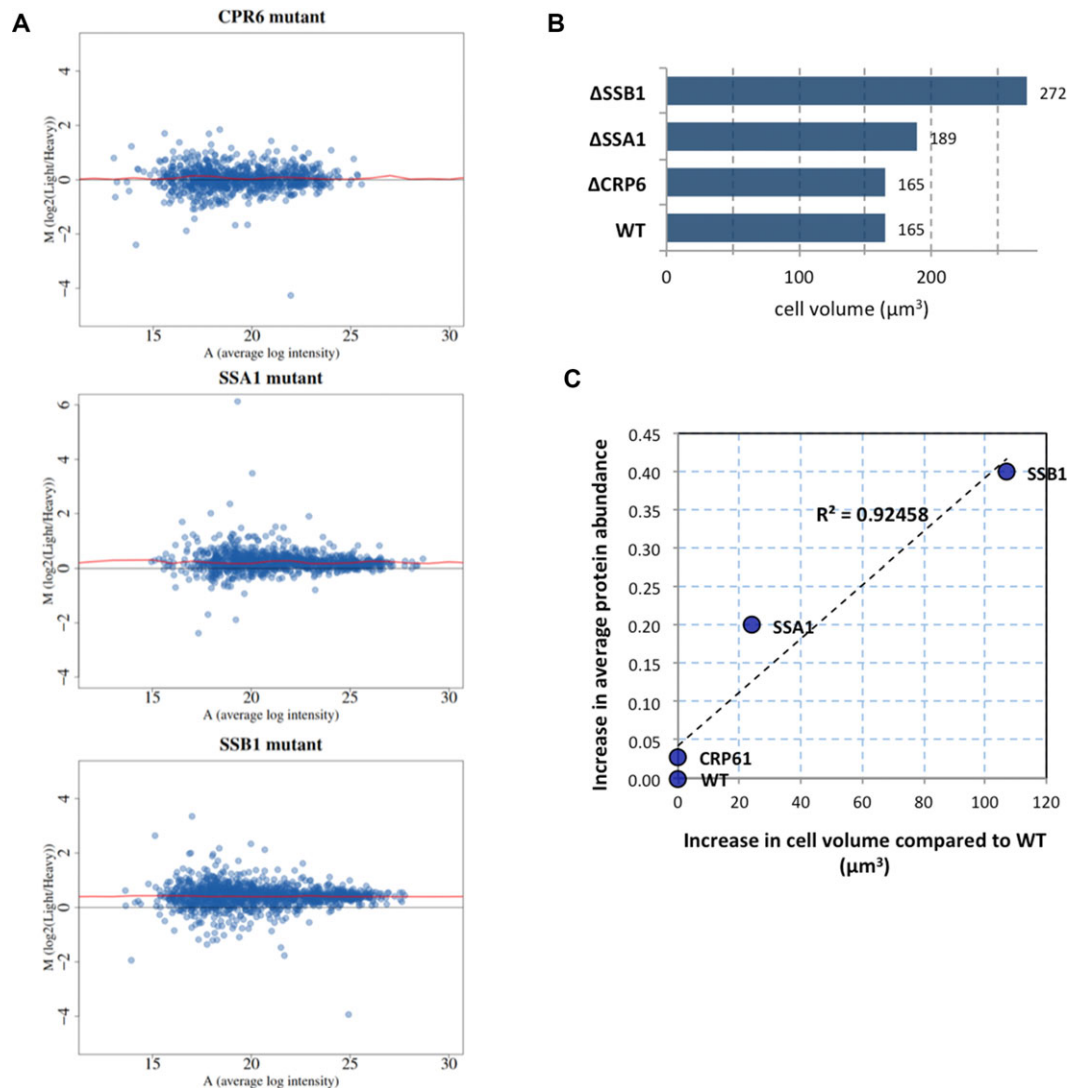 A
CPR6 mutant
M (log2(Light/Heavy))
4
2
0
−2
−4
15 20 25 30
A (average log intensity)
SSA1 mutant
M (log2(Light/Heavy))
6
4
2
0
−2
−4
15 20 25 30
A (average log intensity)
SSB1 mutant
M (log2(Light/Heavy))
4
2
0
−2
−4
15 20 25 30
A (average log intensity)
B
ΔSSB1 272
ΔSSA1 189
ΔCRP6 165
WT 165
0 100 200
cell volume (µm³)
C
Increase in average protein abundance
0.45
0.40
0.35
0.30
0.25
0.20
0.15
0.10
0.05
0.00
SSB1
R² = 0.92458
SSA1
CRP61
WT
0 20 40 60 80 100 120
Increase in cell volume compared to WT
(µm³)